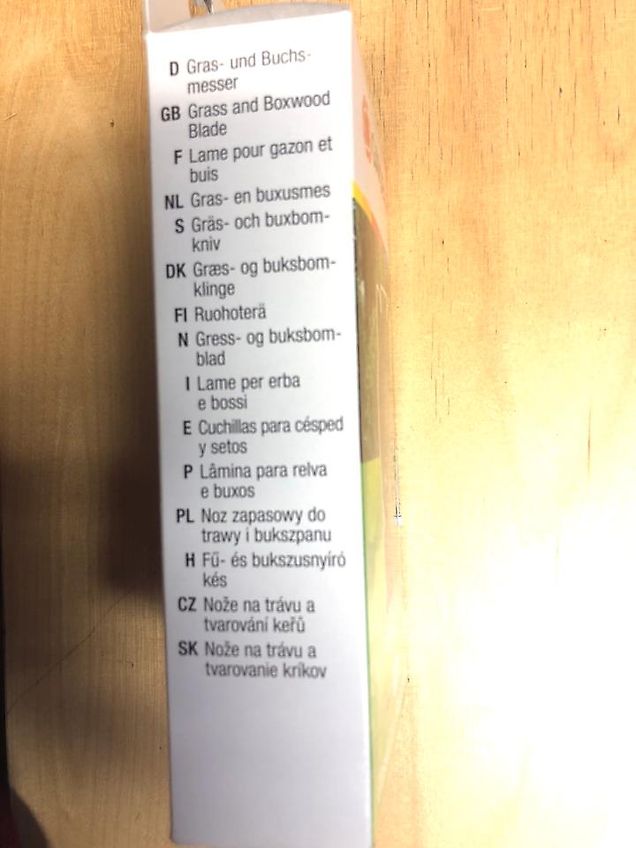 D Gras- und Buchs-
messer
GB Grass and Boxwood
Blade
F Lame pour gazon et
buis
NL Gras- en buxusmes
S Gräs- och buxbom-
kniv
DK Græs- og buksbom-
klinge
FI Ruohoterä
N Gress- og buksbom-
blad
I Lame per erba
e bossi
E Cuchillas para césped
y setos
P Lâmina para relva
e buxos
PL Noz zapasowy do
trawy i bukszpanu
H Fű- és bukszusnyíró
kés
CZ Nože na trávu a
tvarování keřů
SK Nože na trávu a
tvarovanie kríkov